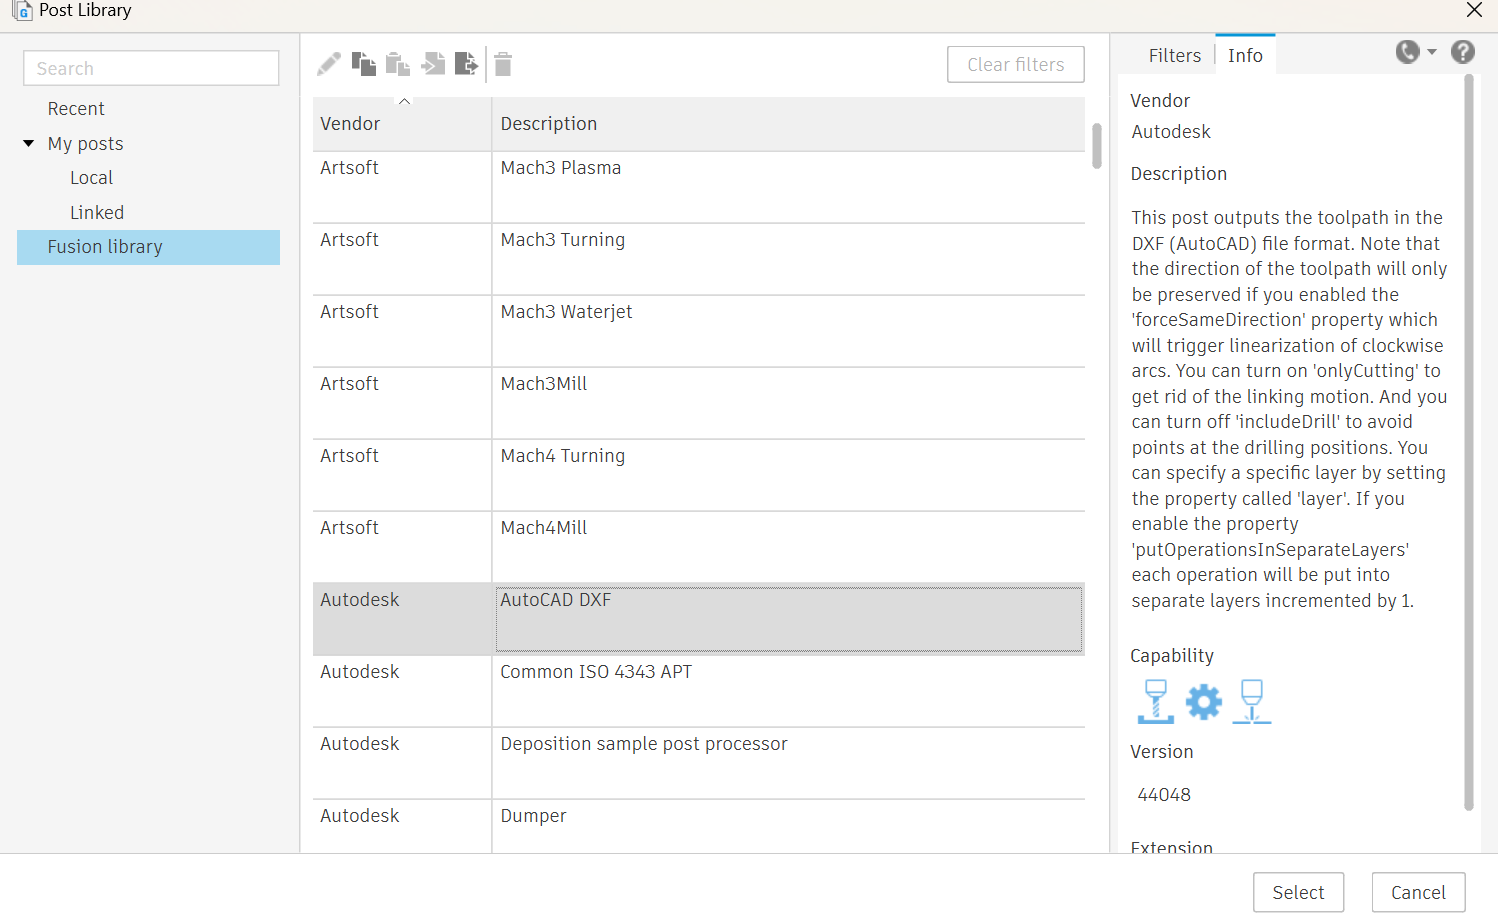 Post Library
Search
Recent
My posts
Local
Linked
Fusion library
Clear filters
Vendor
Description
Artsoft
Mach3 Plasma
Artsoft
Mach3 Turning
Artsoft
Mach3 Waterjet
Artsoft
Mach3Mill
Artsoft
Mach4 Turning
Artsoft
Mach4Mill
Autodesk
AutoCAD DXF
Autodesk
Common ISO 4343 APT
Autodesk
Deposition sample post processor
Autodesk
Dumper
Filters
Info
Vendor
Autodesk
Description
This post outputs the toolpath in the
DXF (AutoCAD) file format. Note that
the direction of the toolpath will only
be preserved if you enabled the
'forceSameDirection' property which
will trigger linearization of clockwise
arcs. You can turn on 'onlyCutting' to
get rid of the linking motion. And you
can turn off 'includeDrill' to avoid
points at the drilling positions. You
can specify a specific layer by setting
the property called 'layer'. If you
enable the property
'putOperationsInSeparateLayers'
each operation will be put into
separate layers incremented by 1.
Capability
Version
44048
Extension
Select
Cancel